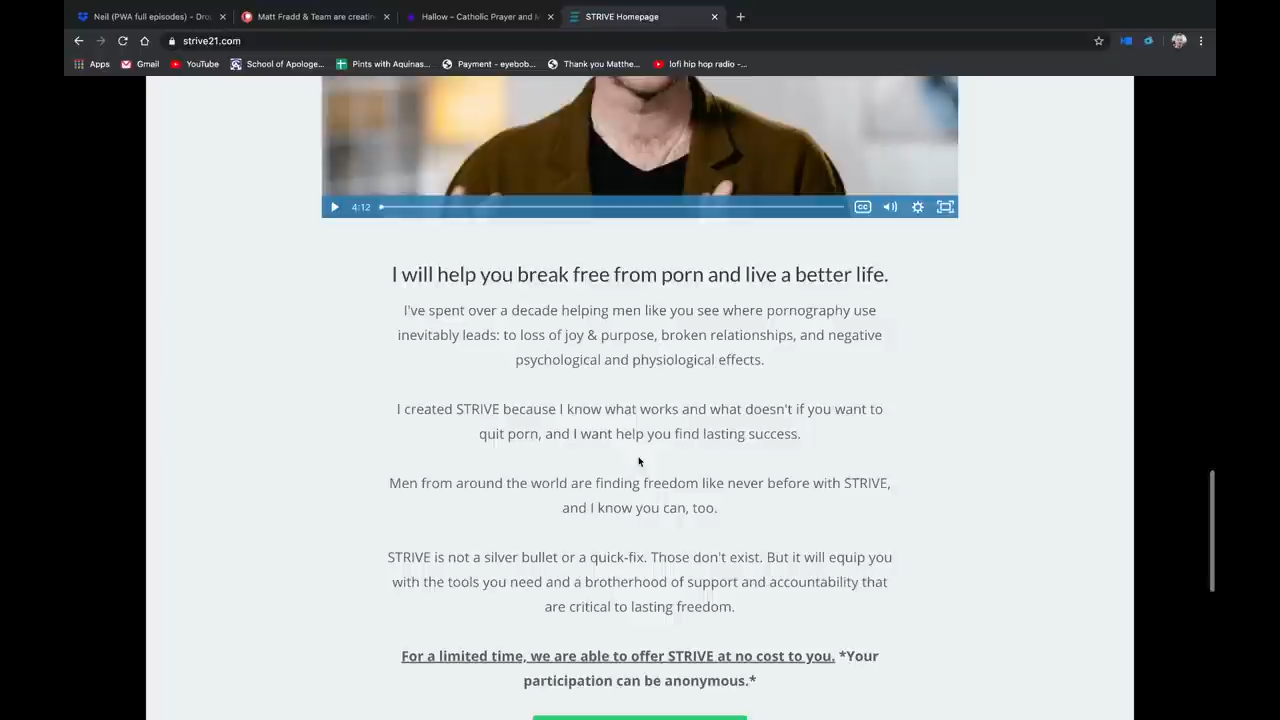 Neil (PWA full episodes) – Dro
Matt Fradd & Team are creatin
Hallow – Catholic Prayer and
STRIVE Homepage
strive21.com
Apps
Gmail
YouTube
School of Apologe...
Pints with Aquinas...
Payment - eyebob...
Thank you Matthe...
lofi hip hop radio -...
4:12
CC
I will help you break free from porn and live a better life.
I've spent over a decade helping men like you see where pornography use
inevitably leads: to loss of joy & purpose, broken relationships, and negative
psychological and physiological effects.
I created STRIVE because I know what works and what doesn't if you want to
quit porn, and I want help you find lasting success.
Men from around the world are finding freedom like never before with STRIVE,
and I know you can, too.
STRIVE is not a silver bullet or a quick-fix. Those don't exist. But it will equip you
with the tools you need and a brotherhood of support and accountability that
are critical to lasting freedom.
For a limited time, we are able to offer STRIVE at no cost to you. *Your
participation can be anonymous.*